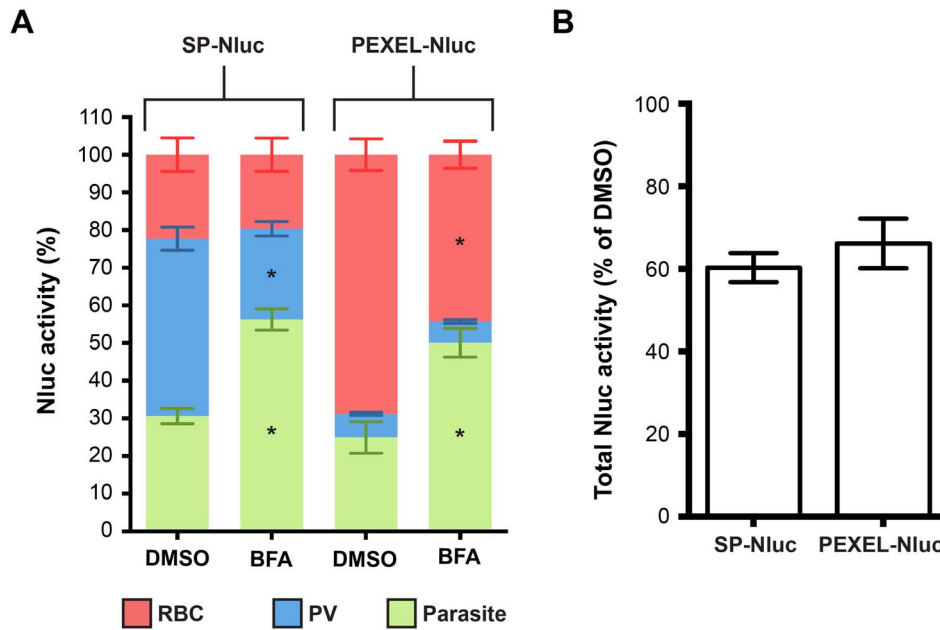 A
SP-Nluc
PEXEL-Nluc
Nluc activity (%)
110
100
90
80
70
60
50
40
30
20
10
0
*
*
*
*
DMSO
BFA
DMSO
BFA
RBC
PV
Parasite
B
Total Nluc activity (% of DMSO)
100
80
60
40
20
0
SP-Nluc
PEXEL-Nluc